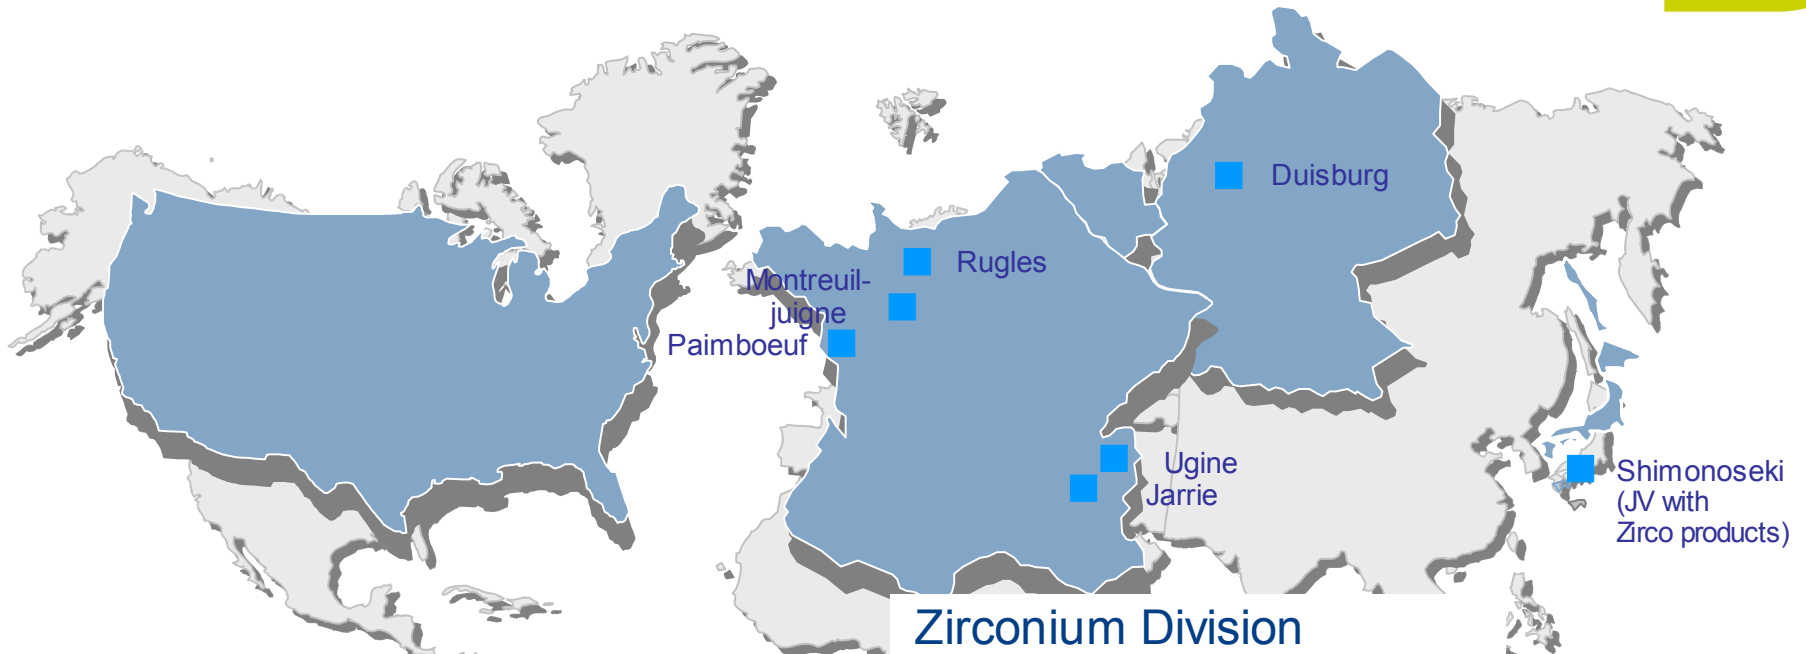 Duisburg
Rugles
Montreuil-
juigne
Paimboeuf
Ugine
Jarrie
Shimonoseki
(JV with
Zirco products)
Zirconium Division